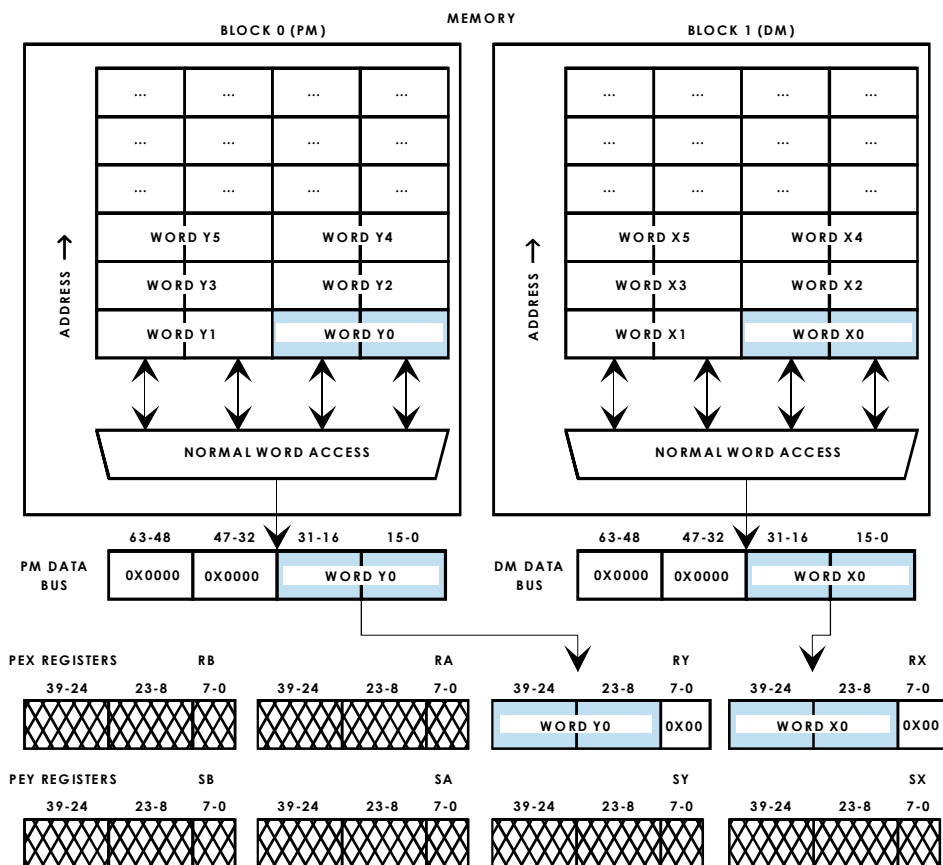 MEMORY
BLOCK 0 (PM) BLOCK 1 (DM)
... ... ... ... ... ... ... ...
... ... ... ... ... ... ... ...
... ... ... ... ... ... ... ...
WORD Y5 WORD Y4 WORD X5 WORD X4
ADDRESS → ADDRESS →
WORD Y3 WORD Y2 WORD X3 WORD X2
WORD Y1 WORD Y0 WORD X1 WORD X0
NORMAL WORD ACCESS NORMAL WORD ACCESS
63-48 47-32 31-16 15-0 63-48 47-32 31-16 15-0
PM DATA BUS 0X0000 0X0000 WORD Y0 DM DATA BUS 0X0000 0X0000 WORD X0
PEX REGISTERS RB RA RY RX
39-24 23-8 7-0 39-24 23-8 7-0 39-24 23-8 7-0 39-24 23-8 7-0
WORD Y0 0X00 WORD X0 0X00
PEY REGISTERS SB SA SY SX
39-24 23-8 7-0 39-24 23-8 7-0 39-24 23-8 7-0 39-24 23-8 7-0